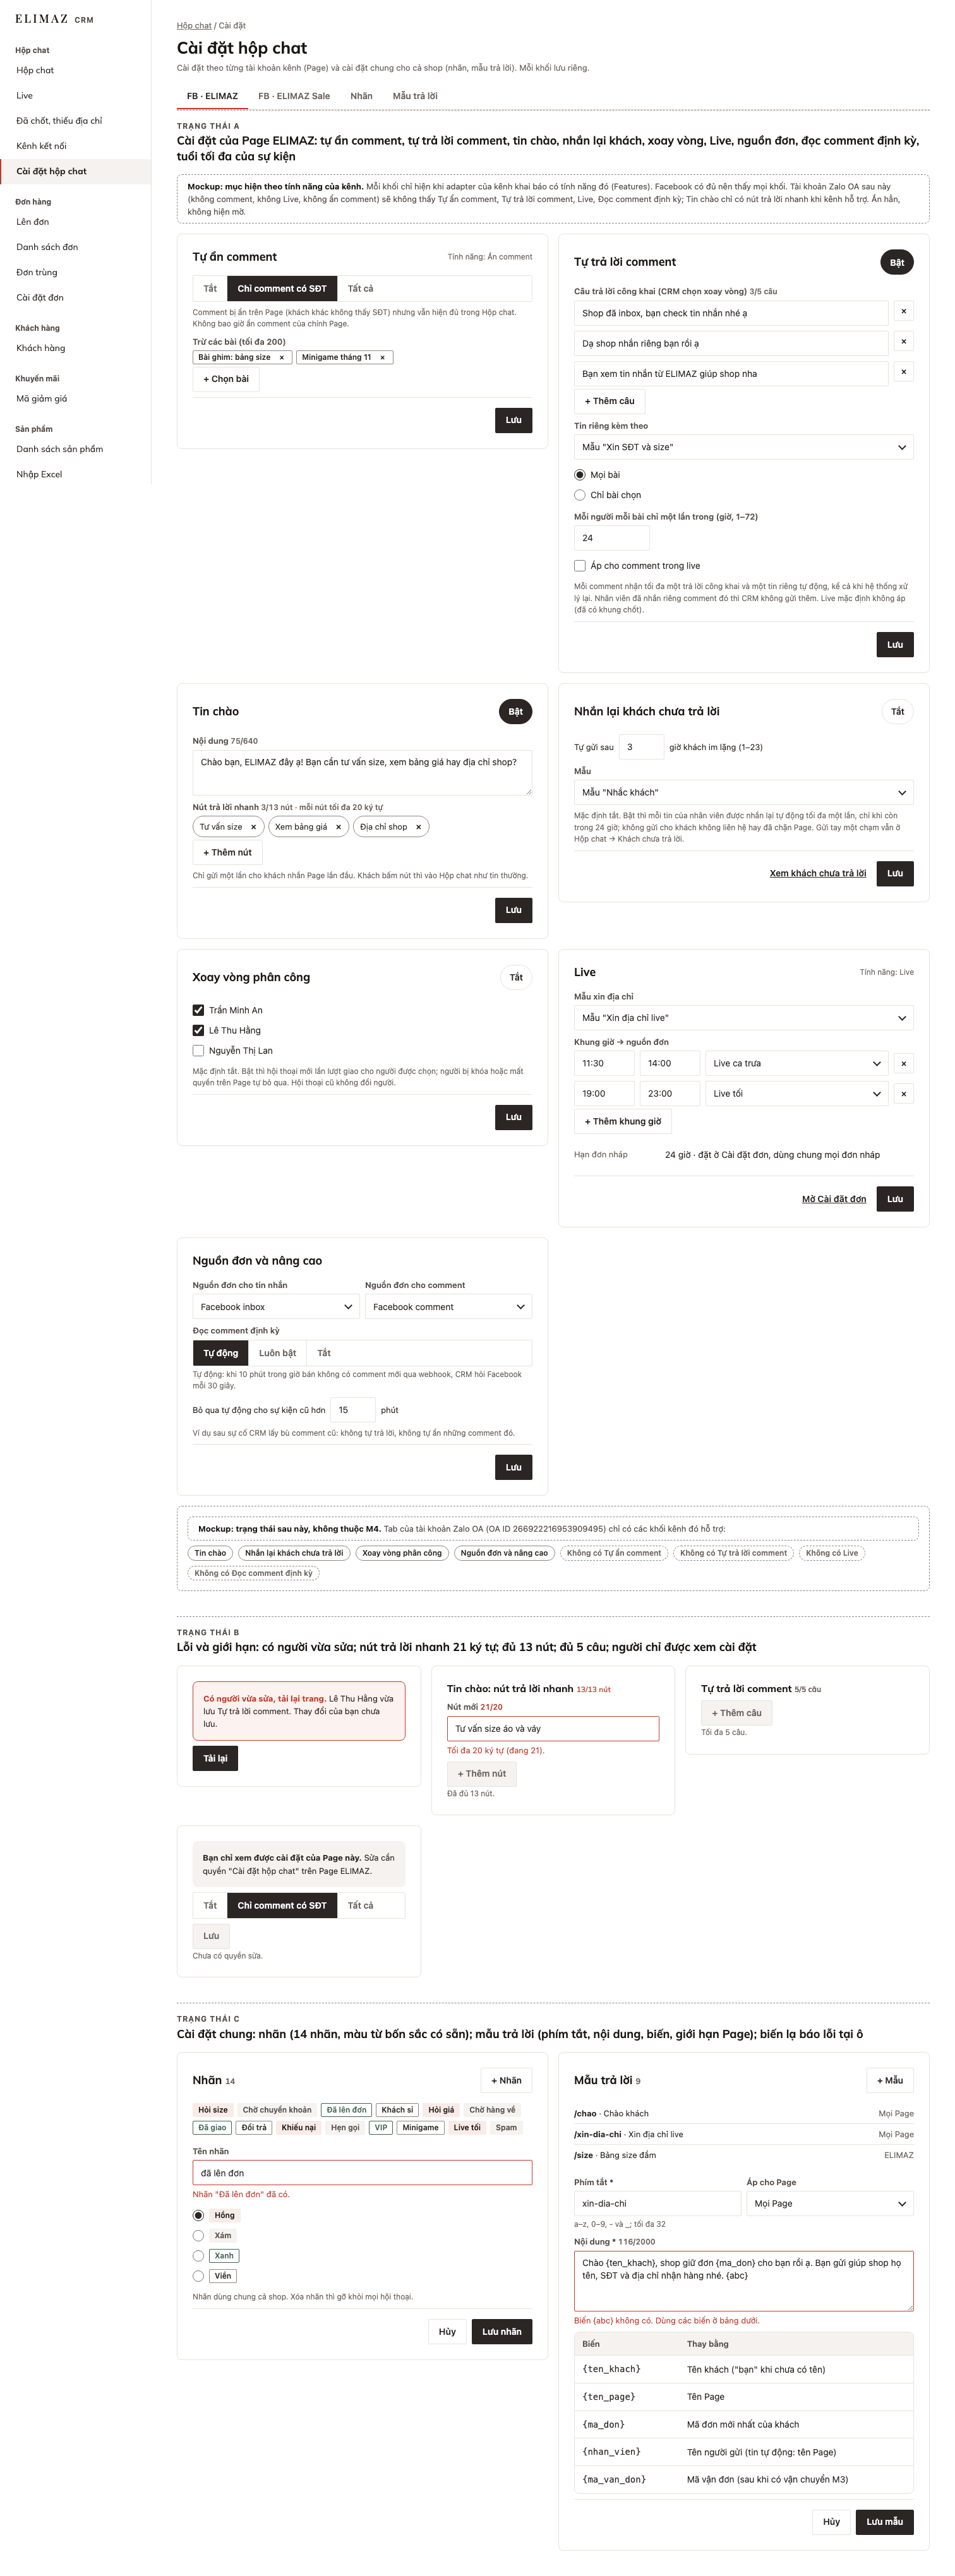 ELIMAZ CRM
Hộp chat
Hộp chat
Live
Đã chốt, thiếu địa chỉ
Kênh kết nối
Cài đặt hộp chat
Đơn hàng
Lên đơn
Danh sách đơn
Đơn trùng
Cài đặt đơn
Khách hàng
Khách hàng
Khuyến mãi
Mã giảm giá
Sản phẩm
Danh sách sản phẩm
Nhập Excel
Hộp chat / Cài đặt
Cài đặt hộp chat
Cài đặt theo từng tài khoản kênh (Page) và cài đặt chung cho cả shop (nhãn, mẫu trả lời). Mỗi khối lưu riêng.
FB · ELIMAZ
FB · ELIMAZ Sale
Nhãn
Mẫu trả lời
TRẠNG THÁI A
Cài đặt của Page ELIMAZ: tự ẩn comment, tự trả lời comment, tin chào, nhắn lại khách, xoay vòng, Live, nguồn đơn, đọc comment định kỳ,
tuổi tối đa của sự kiện
Mockup: mục hiện theo tính năng của kênh. Mỗi khối chỉ hiện khi adapter của kênh khai báo có tính năng đó (Features). Facebook có đủ nên thấy mọi khối. Tài khoản Zalo OA sau này
(không comment, không Live, không ẩn comment) sẽ không thấy Tự ẩn comment, Tự trả lời comment, Live, Đọc comment định kỳ; Tin chào chỉ có nút trả lời nhanh khi kênh hỗ trợ. Ẩn hẳn,
không hiện mờ.
Tự ẩn comment
Tính năng: Ẩn comment
Tắt
Chỉ comment có SĐT
Tất cả
Comment bị ẩn trên Page (khách khác không thấy SĐT) nhưng vẫn hiện đủ trong Hộp chat.
Không bao giờ ẩn comment của chính Page.
Trừ các bài (tối đa 200)
Bài ghim: bảng size ×
Minigame tháng 11 ×
+ Chọn bài
Lưu
Tự trả lời comment
Bật
Câu trả lời công khai (CRM chọn xoay vòng) 3/5 câu
Shop đã inbox, bạn check tin nhắn nhé ạ
×
Dạ shop nhắn riêng bạn rồi ạ
×
Bạn xem tin nhắn từ ELIMAZ giúp shop nha
×
+ Thêm câu
Tin riêng kèm theo
Mẫu "Xin SĐT và size"
Mọi bài
Chỉ bài chọn
Mỗi người mỗi bài chỉ một lần trong (giờ, 1–72)
24
Áp cho comment trong live
Mỗi comment nhận tối đa một trả lời công khai và một tin riêng tự động, kể cả khi hệ thống xử
lý lại. Nhân viên đã nhắn riêng comment đó thì CRM không gửi thêm. Live mặc định không áp
(đã có khung chốt).
Lưu
Tin chào
Bật
Nội dung 75/640
Chào bạn, ELIMAZ đây ạ! Bạn cần tư vấn size, xem bảng giá hay địa chỉ shop?
Nút trả lời nhanh 3/13 nút · mỗi nút tối đa 20 ký tự
Tư vấn size ×
Xem bảng giá ×
Địa chỉ shop ×
+ Thêm nút
Chỉ gửi một lần cho khách nhắn Page lần đầu. Khách bấm nút thì vào Hộp chat như tin thường.
Lưu
Nhắn lại khách chưa trả lời
Tắt
Tự gửi sau 3 giờ khách im lặng (1–23)
Mẫu
Mẫu "Nhắc khách"
Mặc định tắt. Bật thì mỗi tin của nhân viên được nhắn lại tự động tối đa một lần, chỉ khi còn
trong 24 giờ; không gửi cho khách không liên hệ hay đã chặn Page. Gửi tay một chạm vẫn ở
Hộp chat → Khách chưa trả lời.
Xem khách chưa trả lời
Lưu
Xoay vòng phân công
Tắt
Trần Minh An
Lê Thu Hằng
Nguyễn Thị Lan
Mặc định tắt. Bật thì hội thoại mới lần lượt giao cho người được chọn; người bị khóa hoặc mất
quyền trên Page tự bỏ qua. Hội thoại cũ không đổi người.
Lưu
Live
Tính năng: Live
Mẫu xin địa chỉ
Mẫu "Xin địa chỉ live"
Khung giờ → nguồn đơn
11:30 14:00 Live ca trưa ×
19:00 23:00 Live tối ×
+ Thêm khung giờ
Hạn đơn nháp 24 giờ · đặt ở Cài đặt đơn, dùng chung mọi đơn nháp
Mở Cài đặt đơn
Lưu
Nguồn đơn và nâng cao
Nguồn đơn cho tin nhắn
Nguồn đơn cho comment
Facebook inbox
Facebook comment
Đọc comment định kỳ
Tự động
Luôn bật
Tắt
Tự động: khi 10 phút trong giờ bán không có comment mới qua webhook, CRM hỏi Facebook
mỗi 30 giây.
Bỏ qua tự động cho sự kiện cũ hơn 15 phút
Ví dụ sau sự cố CRM lấy bù comment cũ: không tự trả lời, không tự ẩn những comment đó.
Lưu
Mockup: trạng thái sau này, không thuộc M4. Tab của tài khoản Zalo OA (OA ID 266922216953909495) chỉ có các khối kênh đó hỗ trợ:
Tin chào
Nhắn lại khách chưa trả lời
Xoay vòng phân công
Nguồn đơn và nâng cao
Không có Tự ẩn comment
Không có Tự trả lời comment
Không có Live
Không có Đọc comment định kỳ
TRẠNG THÁI B
Lỗi và giới hạn: có người vừa sửa; nút trả lời nhanh 21 ký tự; đủ 13 nút; đủ 5 câu; người chỉ được xem cài đặt
Có người vừa sửa, tải lại trang. Lê Thu Hằng vừa
lưu Tự trả lời comment. Thay đổi của bạn chưa
lưu.
Tải lại
Tin chào: nút trả lời nhanh 13/13 nút
Nút mới 21/20
Tư vấn size áo và váy
Tối đa 20 ký tự (đang 21).
+ Thêm nút
Đã đủ 13 nút.
Tự trả lời comment 5/5 câu
+ Thêm câu
Tối đa 5 câu.
Bạn chỉ xem được cài đặt của Page này. Sửa cần
quyền "Cài đặt hộp chat" trên Page ELIMAZ.
Tắt
Chỉ comment có SĐT
Tất cả
Lưu
Chưa có quyền sửa.
TRẠNG THÁI C
Cài đặt chung: nhãn (14 nhãn, màu từ bốn sắc có sẵn); mẫu trả lời (phím tắt, nội dung, biến, giới hạn Page); biến lạ báo lỗi tại ô
Nhãn 14
+ Nhãn
Hỏi size Chờ chuyển khoản Đã lên đơn Khách sỉ Hỏi giá Chờ hàng về
Đã giao Đổi trả Khiếu nại Hẹn gọi VIP Minigame Live tối Spam
Tên nhãn
đã lên đơn
Nhãn "Đã lên đơn" đã có.
Hồng
Xám
Xanh
Viền
Nhãn dùng chung cả shop. Xóa nhãn thì gỡ khỏi mọi hội thoại.
Hủy
Lưu nhãn
Mẫu trả lời 9
+ Mẫu
/chao · Chào khách Mọi Page
/xin-dia-chi · Xin địa chỉ live Mọi Page
/size · Bảng size đầm ELIMAZ
Phím tắt *
Áp cho Page
xin-dia-chi
Mọi Page
a–z, 0–9, - và _; tối đa 32
Nội dung * 116/2000
Chào {ten_khach}, shop giữ đơn {ma_don} cho bạn rồi ạ. Bạn gửi giúp shop họ
tên, SĐT và địa chỉ nhận hàng nhé. {abc}
Biến {abc} không có. Dùng các biến ở bảng dưới.
Biến Thay bằng
{ten_khach} Tên khách ("bạn" khi chưa có tên)
{ten_page} Tên Page
{ma_don} Mã đơn mới nhất của khách
{nhan_vien} Tên người gửi (tin tự động: tên Page)
{ma_van_don} Mã vận đơn (sau khi có vận chuyển M3)
Hủy
Lưu mẫu